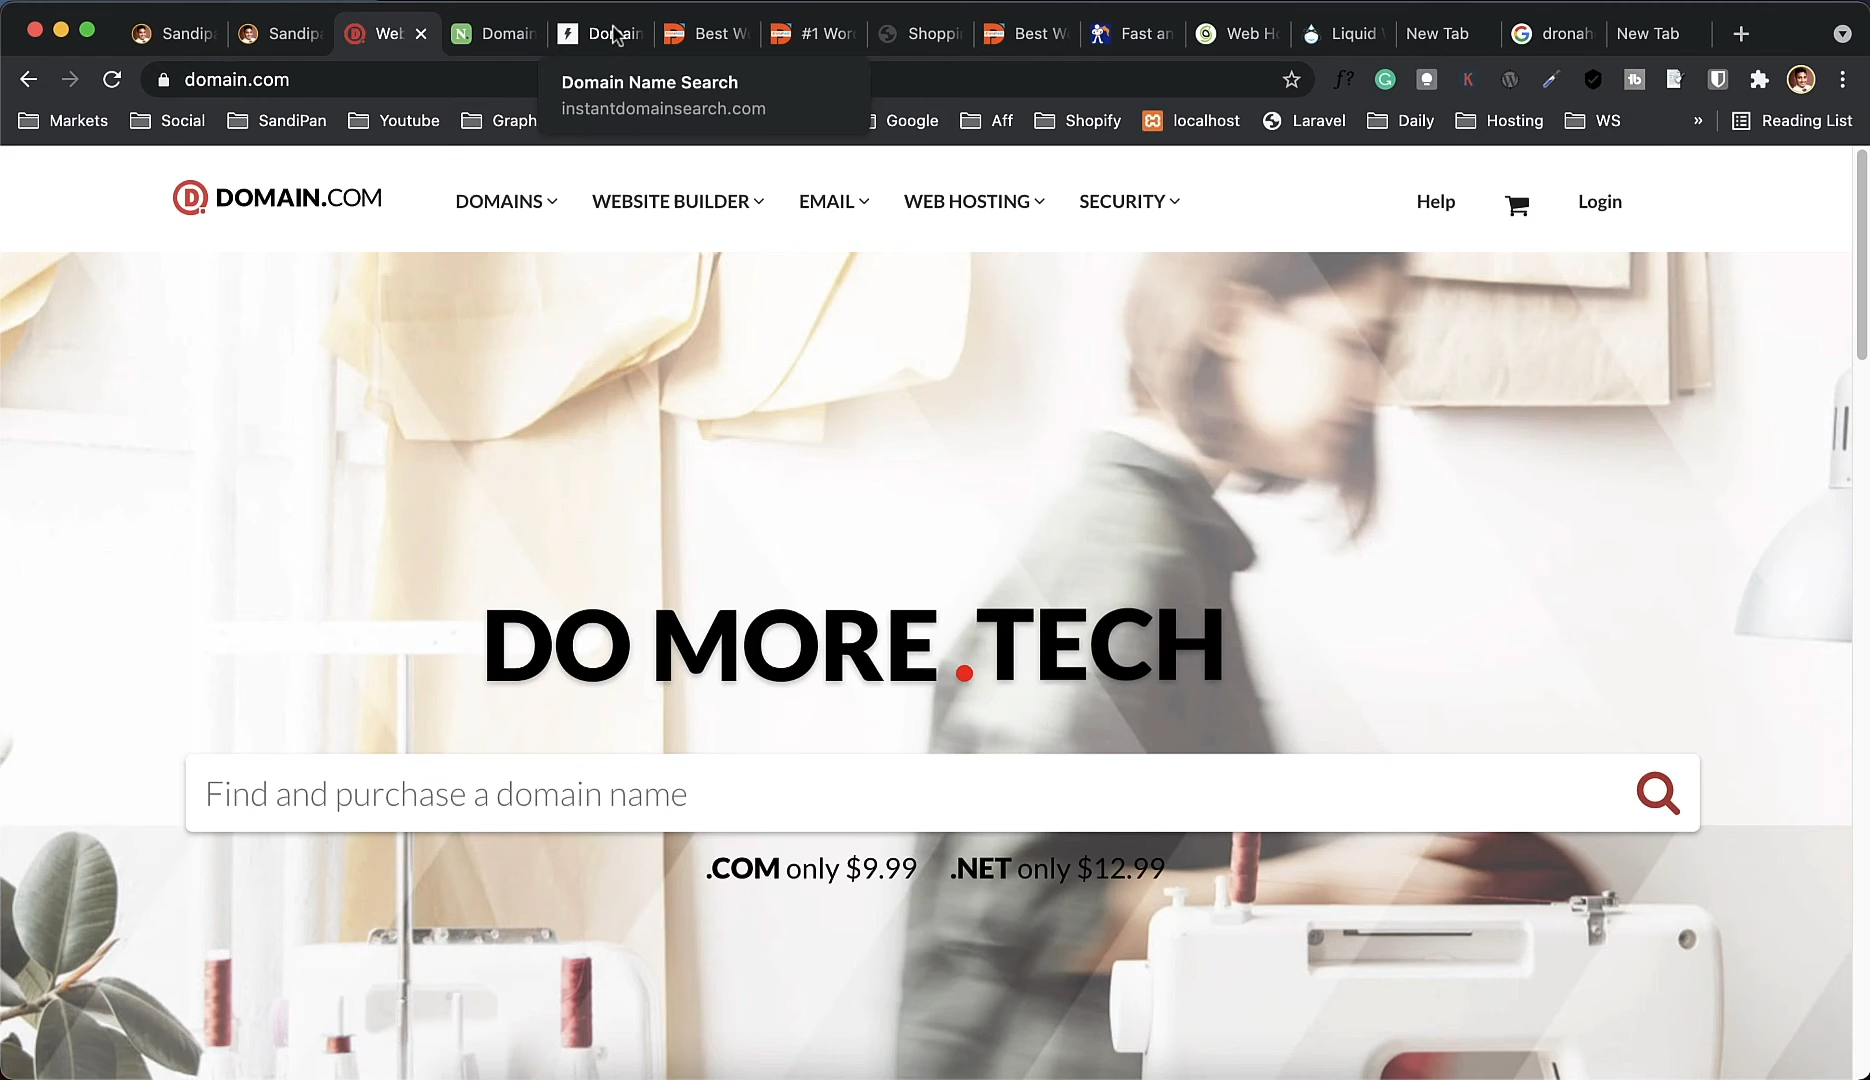 Sandip
Sandip
Web
Domain
Domain
Best W
#1 Wor
Shoppi
Best W
Fast an
Web H
Liquid
New Tab
dronah
New Tab
domain.com
Domain Name Search
instantdomainsearch.com
Markets
Social
SandiPan
Youtube
Graph
Google
Aff
Shopify
localhost
Laravel
Daily
Hosting
WS
»
Reading List
DOMAIN.COM
DOMAINS
WEBSITE BUILDER
EMAIL
WEB HOSTING
SECURITY
Help
Login
DO MORE .TECH
Find and purchase a domain name
.COM only $9.99 .NET only $12.99